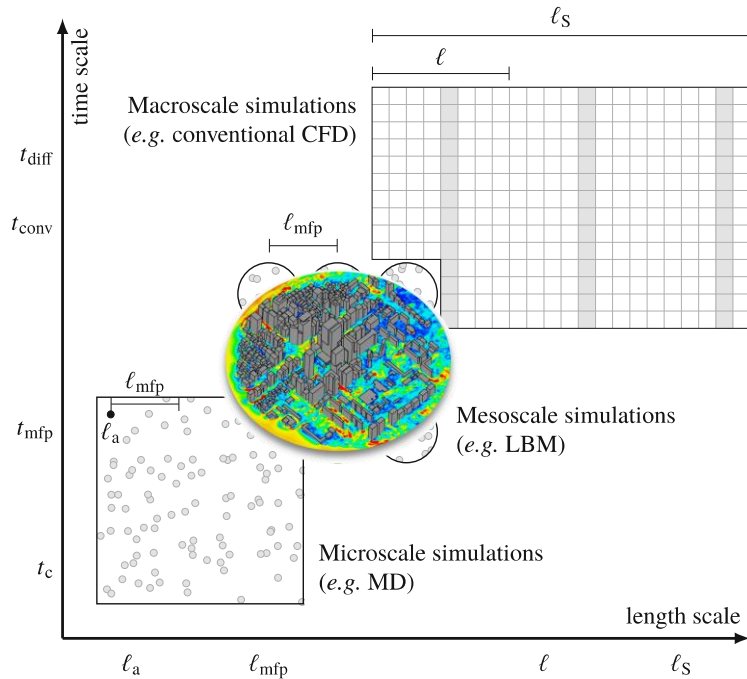 ℓS
time scale
ℓ
Macroscale simulations
(e.g. conventional CFD)
tdiff
tconv
ℓmfp
ℓmfp
ℓa
tmfp
Mesoscale simulations
(e.g. LBM)
Microscale simulations
(e.g. MD)
tc
length scale
ℓa ℓmfp ℓ ℓS